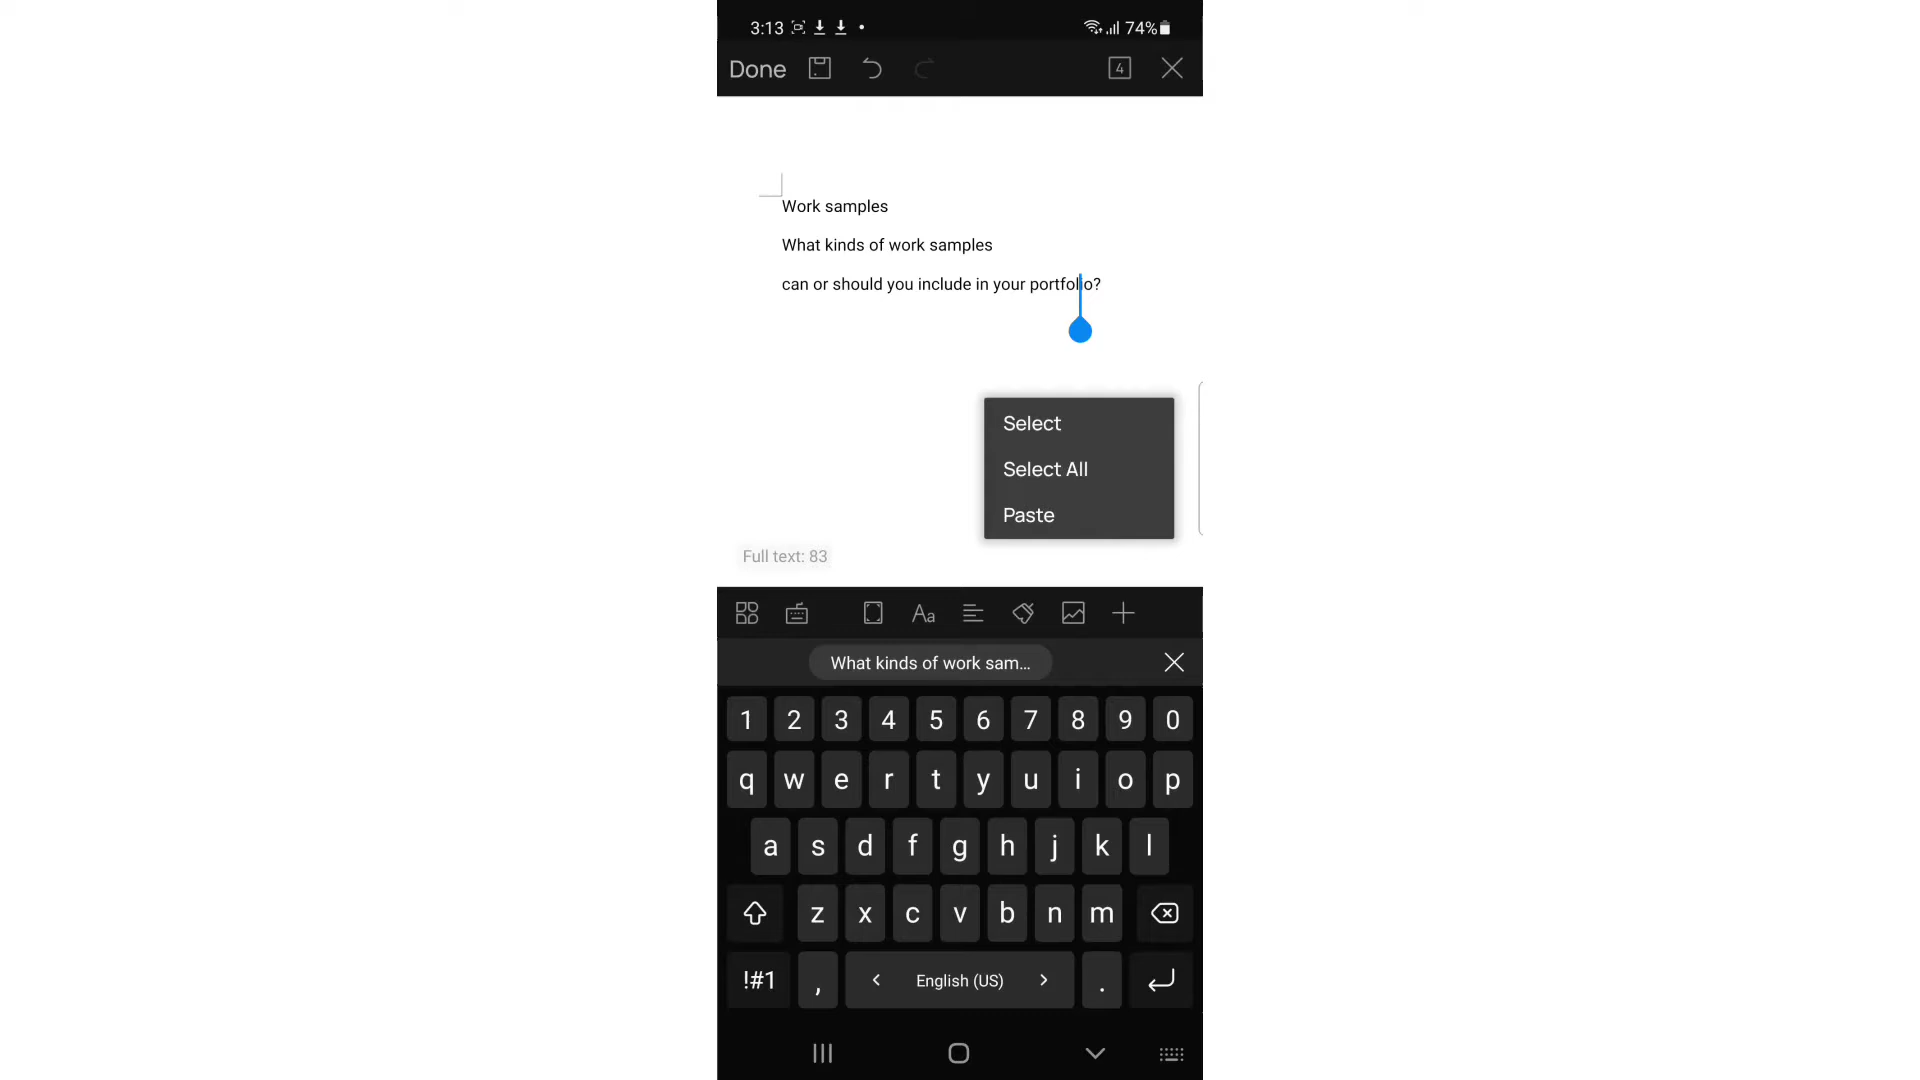 3:13 74%
Done 4
Work samples
What kinds of work samples
can or should you include in your portfolio?
Select
Select All
Paste
Full text: 83
Aa
What kinds of work sam...
1 2 3 4 5 6 7 8 9 0
q w e r t y u i o p
a s d f g h j k l
z x c v b n m
!#1 , < English (US) > .